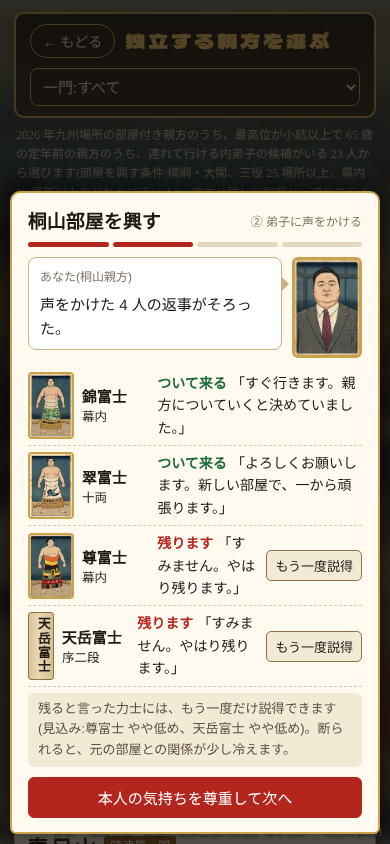 ← もどる
独立する親方を選ぶ
一門:すべて
2026 年九州場所の部屋付き親方のうち、最高位が小結以上で 65 歳
の定年前の親方のうち、連れて行ける内弟子の候補がいる 23 人か
ら選びます(部屋を興す条件:横綱・大関、三役 25 場所以上、幕内
桐山部屋を興す
② 弟子に声をかける
あなた(桐山親方)
声をかけた 4 人の返事がそろっ
た。
錦富士
幕内
ついて来る 「すぐ行きます。親
方についていくと決めていまし
た。」
翠富士
十両
ついて来る 「よろしくお願いし
ます。新しい部屋で、一から頑
張ります。」
尊富士
幕内
残ります 「す
みません。やは
り残ります。」
もう一度説得
天岳富士
天岳富士
序二段
残ります 「すみま
せん。やはり残り
ます。」
もう一度説得
残ると言った力士には、もう一度だけ説得できます
(見込み:尊富士 やや低め、天岳富士 やや低め)。断ら
れると、元の部屋との関係が少し冷えます。
本人の気持ちを尊重して次へ